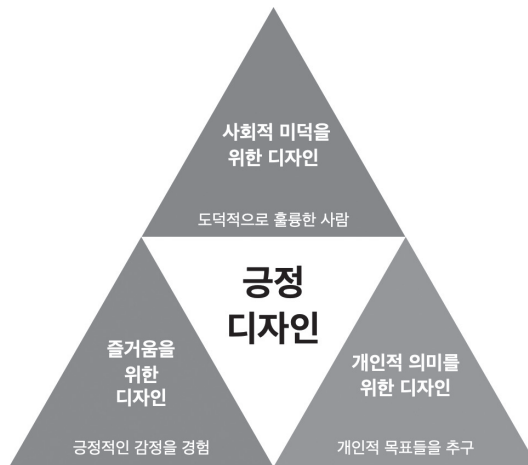 사회적 미덕을
위한 디자인
도덕적으로 훌륭한 사람
긍정
디자인
즐거움을
위한
디자인
긍정적인 감정을 경험
개인적 의미를
위한 디자인
개인적 목표들을 추구